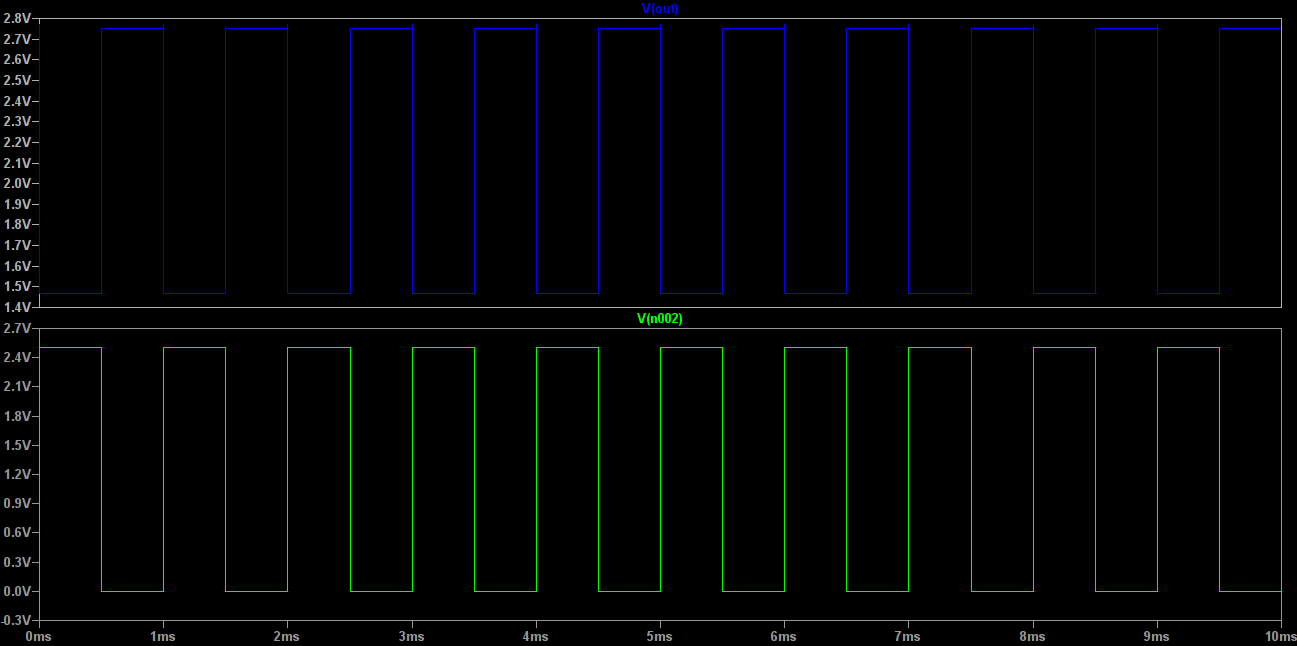 V(out)
2.8V
2.7V
2.6V
2.5V
2.4V
2.3V
2.2V
2.1V
2.0V
1.9V
1.8V
1.7V
1.6V
1.5V
1.4V
V(n002)
2.7V
2.4V
2.1V
1.8V
1.5V
1.2V
0.9V
0.6V
0.3V
0.0V
-0.3V
0ms 1ms 2ms 3ms 4ms 5ms 6ms 7ms 8ms 9ms 10ms